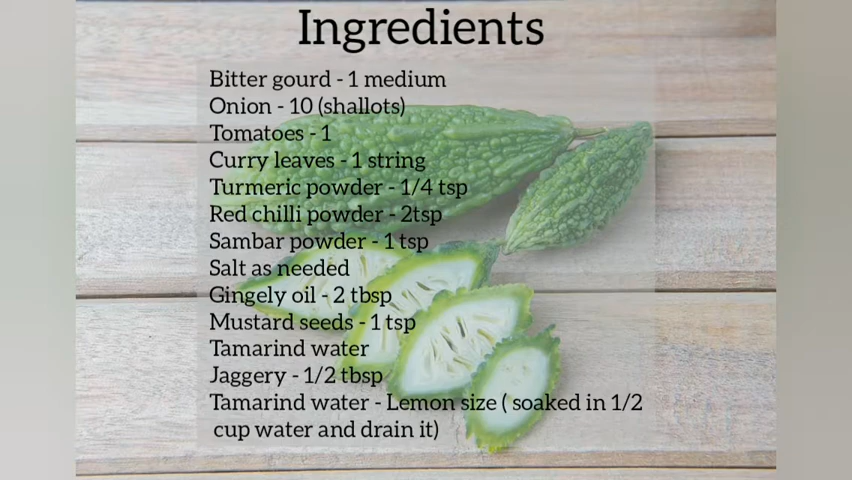 Ingredients
Bitter gourd - 1 medium
Onion - 10 (shallots)
Tomatoes - 1
Curry leaves - 1 string
Turmeric powder - 1/4 tsp
Red chilli powder - 2tsp
Sambar powder - 1 tsp
Salt as needed
Gingely oil - 2 tbsp
Mustard seeds - 1 tsp
Tamarind water
Jaggery - 1/2 tbsp
Tamarind water - Lemon size ( soaked in 1/2
cup water and drain it)